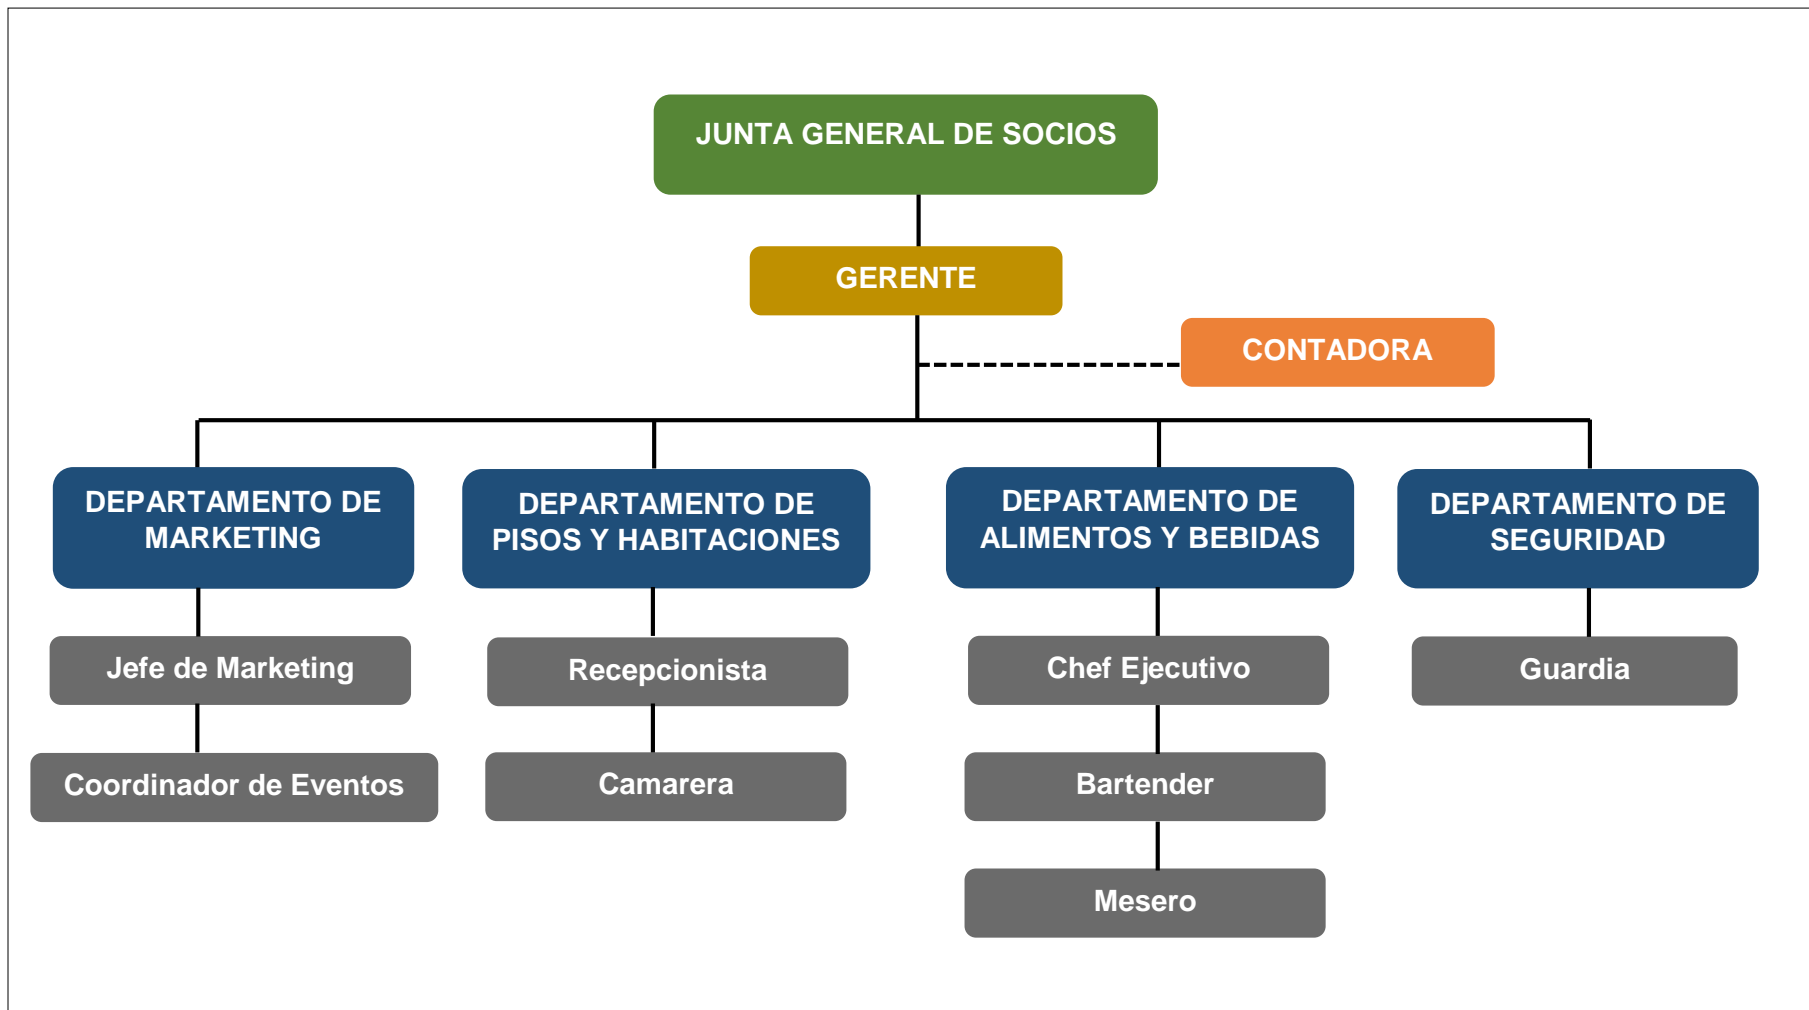 JUNTA GENERAL DE SOCIOS
GERENTE
CONTADORA
DEPARTAMENTO DE
MARKETING
DEPARTAMENTO DE
PISOS Y HABITACIONES
DEPARTAMENTO DE
ALIMENTOS Y BEBIDAS
DEPARTAMENTO DE
SEGURIDAD
Jefe de Marketing
Recepcionista
Chef Ejecutivo
Guardia
Coordinador de Eventos
Camarera
Bartender
Mesero